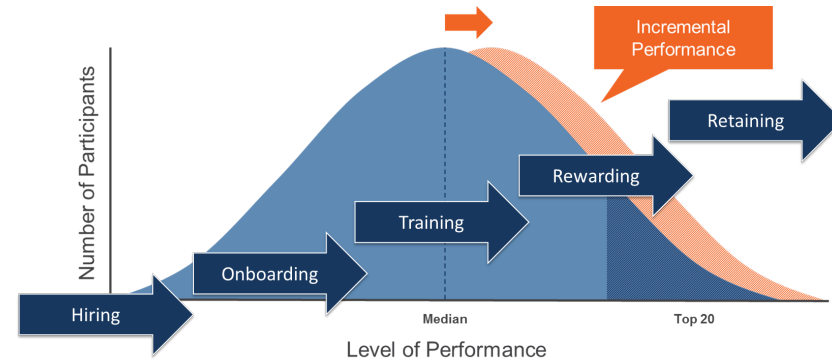 Incremental
Performance
Number of Participants
Retaining
Rewarding
Training
Onboarding
Hiring
Median
Top 20
Level of Performance